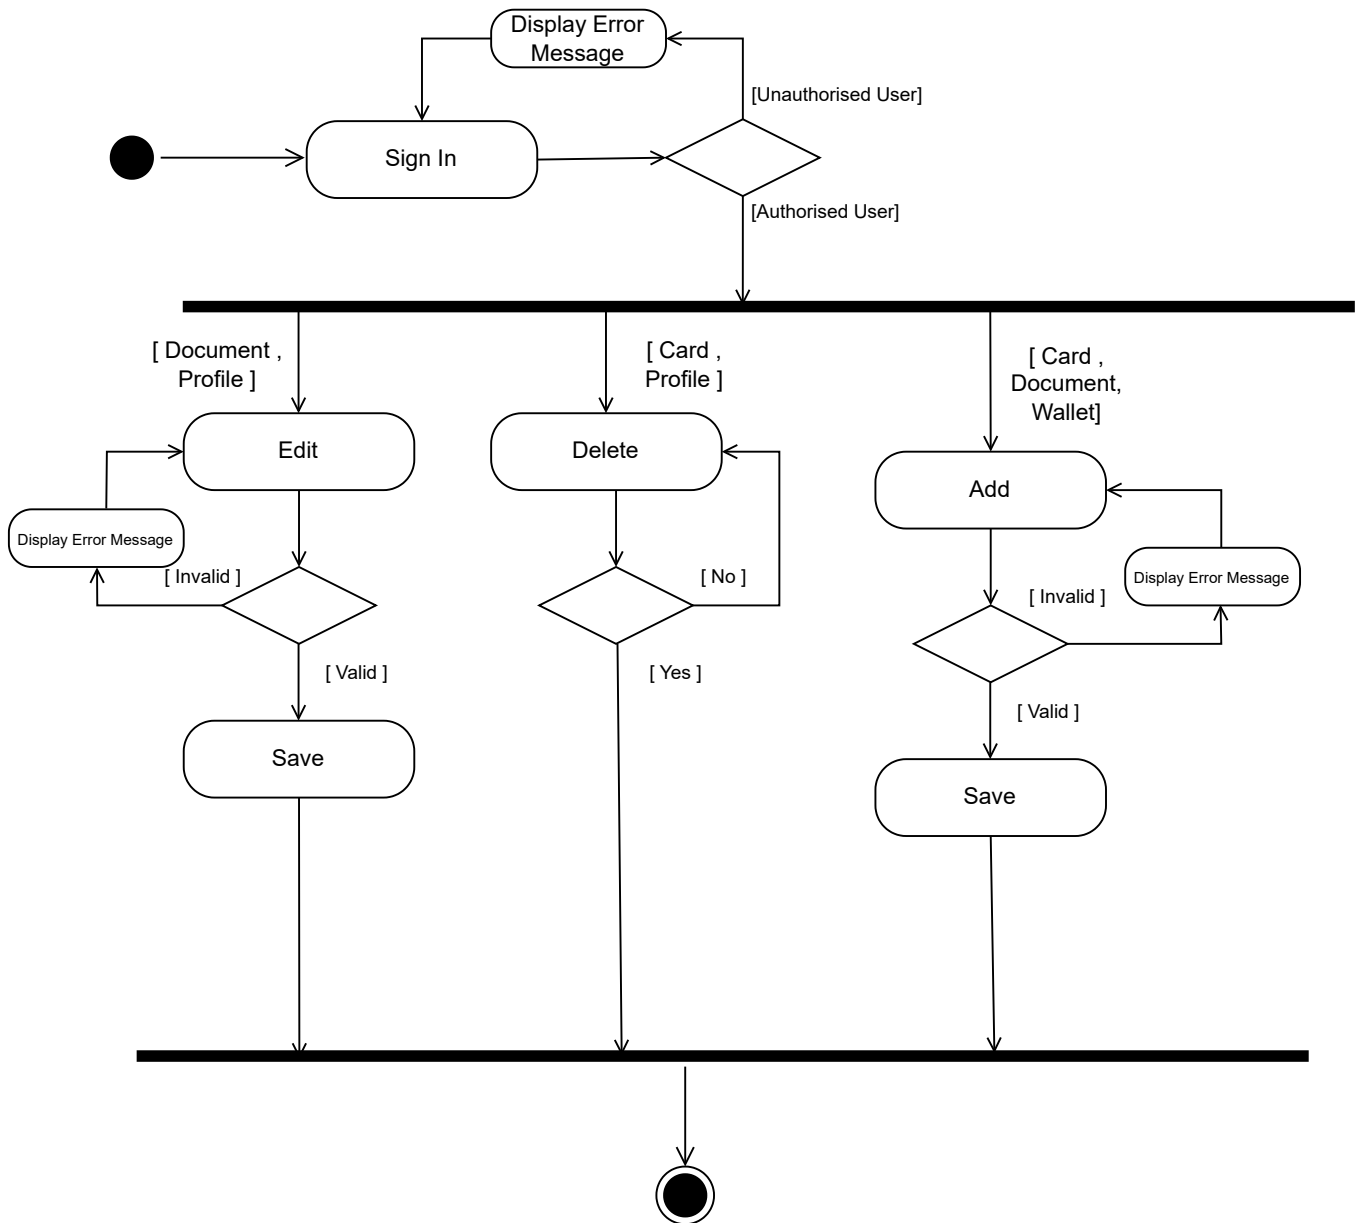 Display Error
Message
[Unauthorised User]
Sign In
[Authorised User]
[ Document ,
Profile ]
[ Card ,
Profile ]
[ Card ,
Document,
Wallet]
Edit
Delete
Add
Display Error Message
[ Invalid ]
[ No ]
Display Error Message
[ Invalid ]
[ Valid ]
[ Yes ]
[ Valid ]
Save
Save